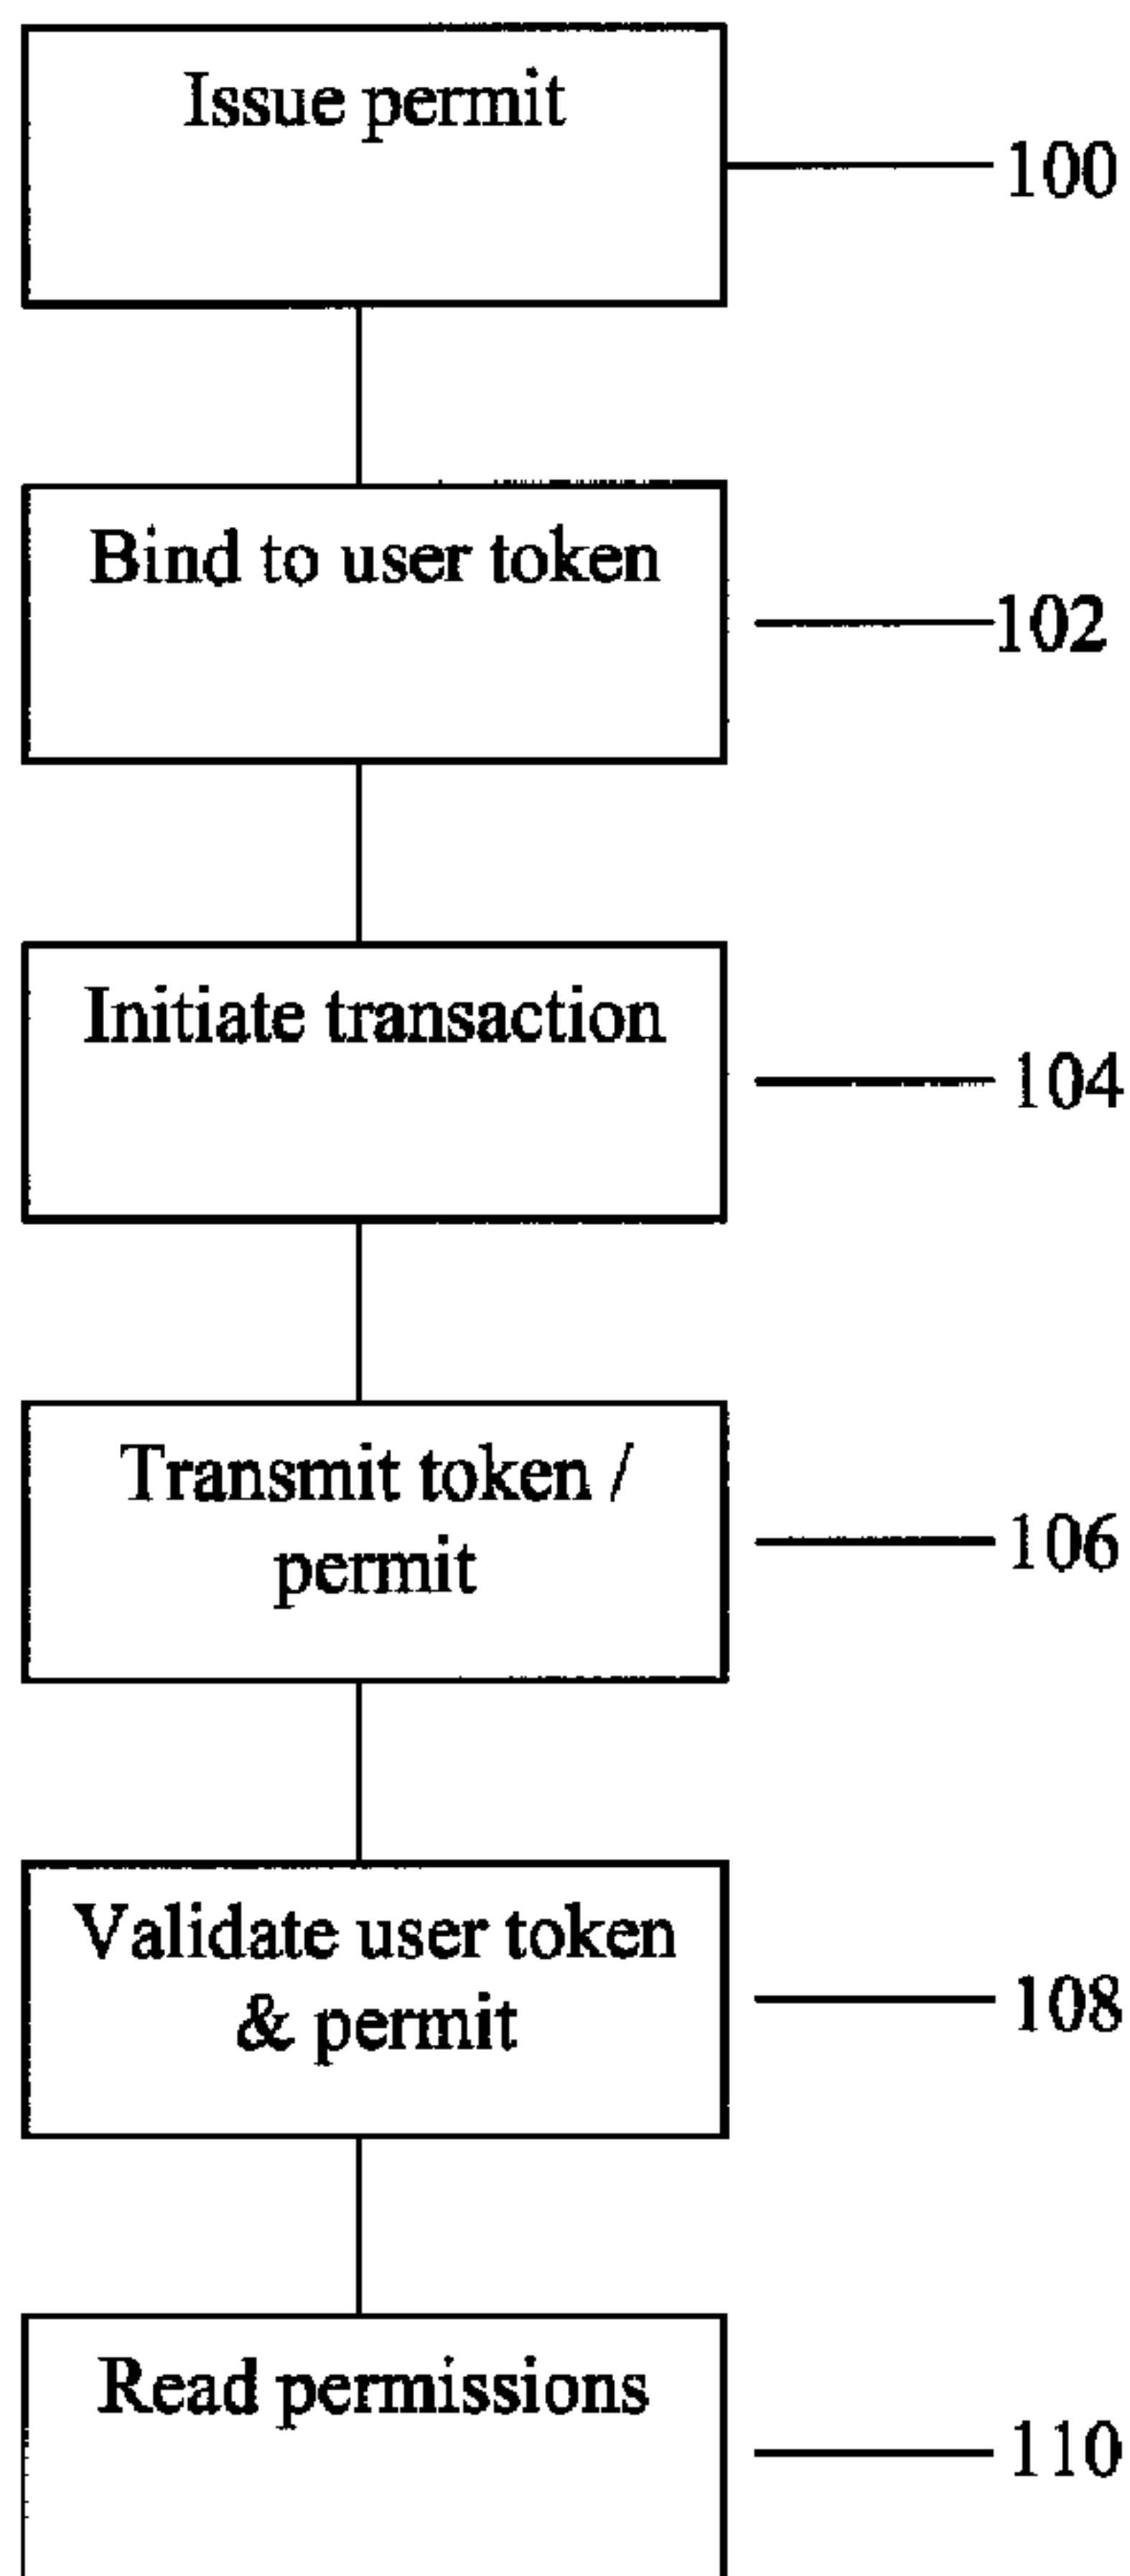 Issue permit
100
Bind to user token
102
Initiate transaction
104
Transmit token /
permit
106
Validate user token
& permit
108
Read permissions
110